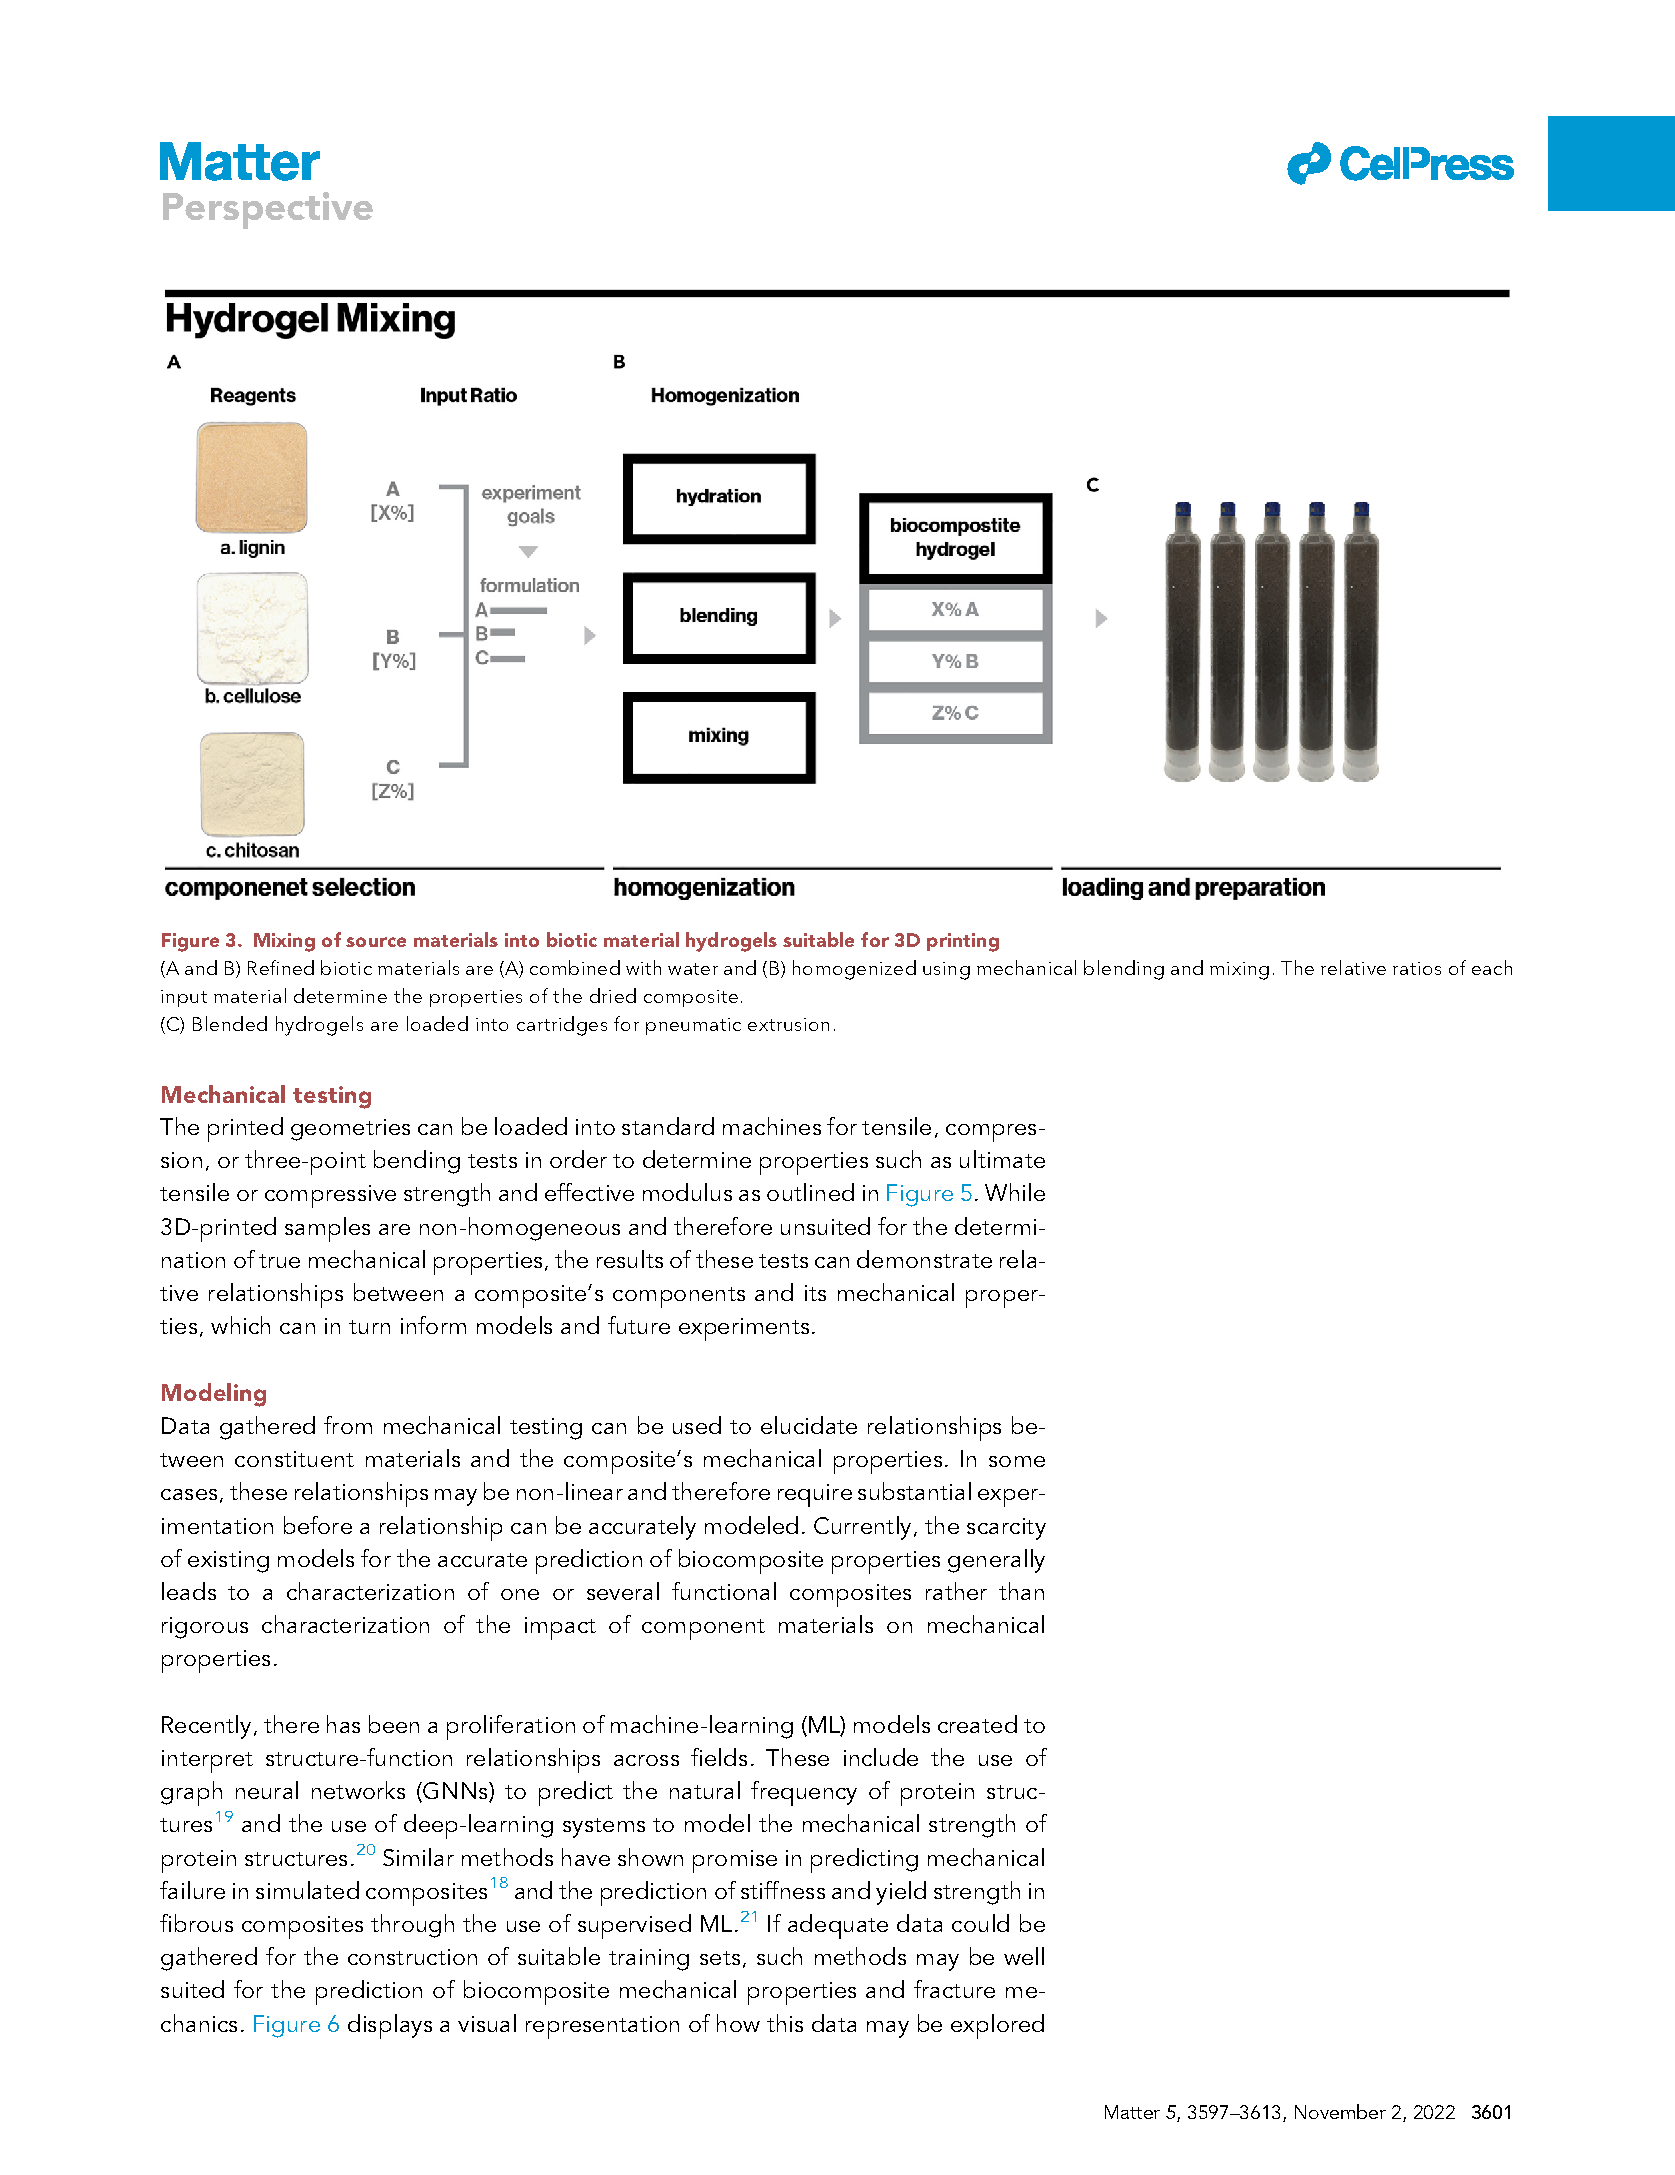 Matter
Perspective
CellPress
Hydrogel Mixing
A
Reagents
Input Ratio
a. lignin
b. cellulose
c. chitosan
A
[X%]
B
[Y%]
C
[Z%]
experiment
goals
formulation
A
B
C
componenet selection
B
Homogenization
hydration
blending
mixing
biocompostite
hydrogel
X% A
Y% B
Z% C
homogenization
C
loading and preparation
Figure 3. Mixing of source materials into biotic material hydrogels suitable for 3D printing
(A and B) Refined biotic materials are (A) combined with water and (B) homogenized using mechanical blending and mixing. The relative ratios of each
input material determine the properties of the dried composite.
(C) Blended hydrogels are loaded into cartridges for pneumatic extrusion.
Mechanical testing
The printed geometries can be loaded into standard machines for tensile, compres-
sion, or three-point bending tests in order to determine properties such as ultimate
tensile or compressive strength and effective modulus as outlined in Figure 5. While
3D-printed samples are non-homogeneous and therefore unsuited for the determi-
nation of true mechanical properties, the results of these tests can demonstrate rela-
tive relationships between a composite's components and its mechanical proper-
ties, which can in turn inform models and future experiments.
Modeling
Data gathered from mechanical testing can be used to elucidate relationships be-
tween constituent materials and the composite's mechanical properties. In some
cases, these relationships may be non-linear and therefore require substantial exper-
imentation before a relationship can be accurately modeled. Currently, the scarcity
of existing models for the accurate prediction of biocomposite properties generally
leads to a characterization of one or several functional composites rather than
rigorous characterization of the impact of component materials on mechanical
properties.
Recently, there has been a proliferation of machine-learning (ML) models created to
interpret structure-function relationships across fields. These include the use of
graph neural networks (GNNs) to predict the natural frequency of protein struc-
tures19 and the use of deep-learning systems to model the mechanical strength of
protein structures.20 Similar methods have shown promise in predicting mechanical
failure in simulated composites18 and the prediction of stiffness and yield strength in
fibrous composites through the use of supervised ML.21 If adequate data could be
gathered for the construction of suitable training sets, such methods may be well
suited for the prediction of biocomposite mechanical properties and fracture me-
chanics. Figure 6 displays a visual representation of how this data may be explored
Matter 5, 3597–3613, November 2, 2022 3601